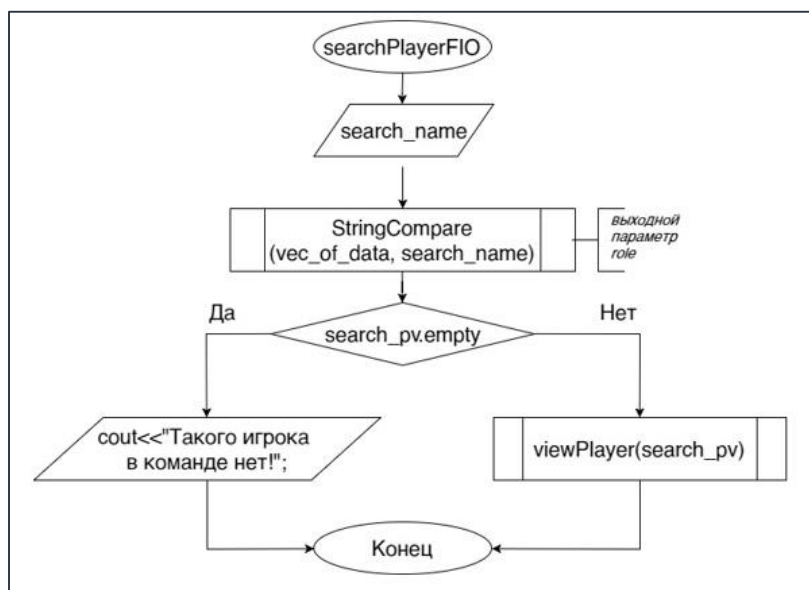 searchPlayerFIO
search_name
StringCompare
(vec_of_data, search_name)
выходной
параметр
role
Да
Нет
search_pv.empty
cout<<"Такого игрока
в команде нет!";
viewPlayer(search_pv)
Конец